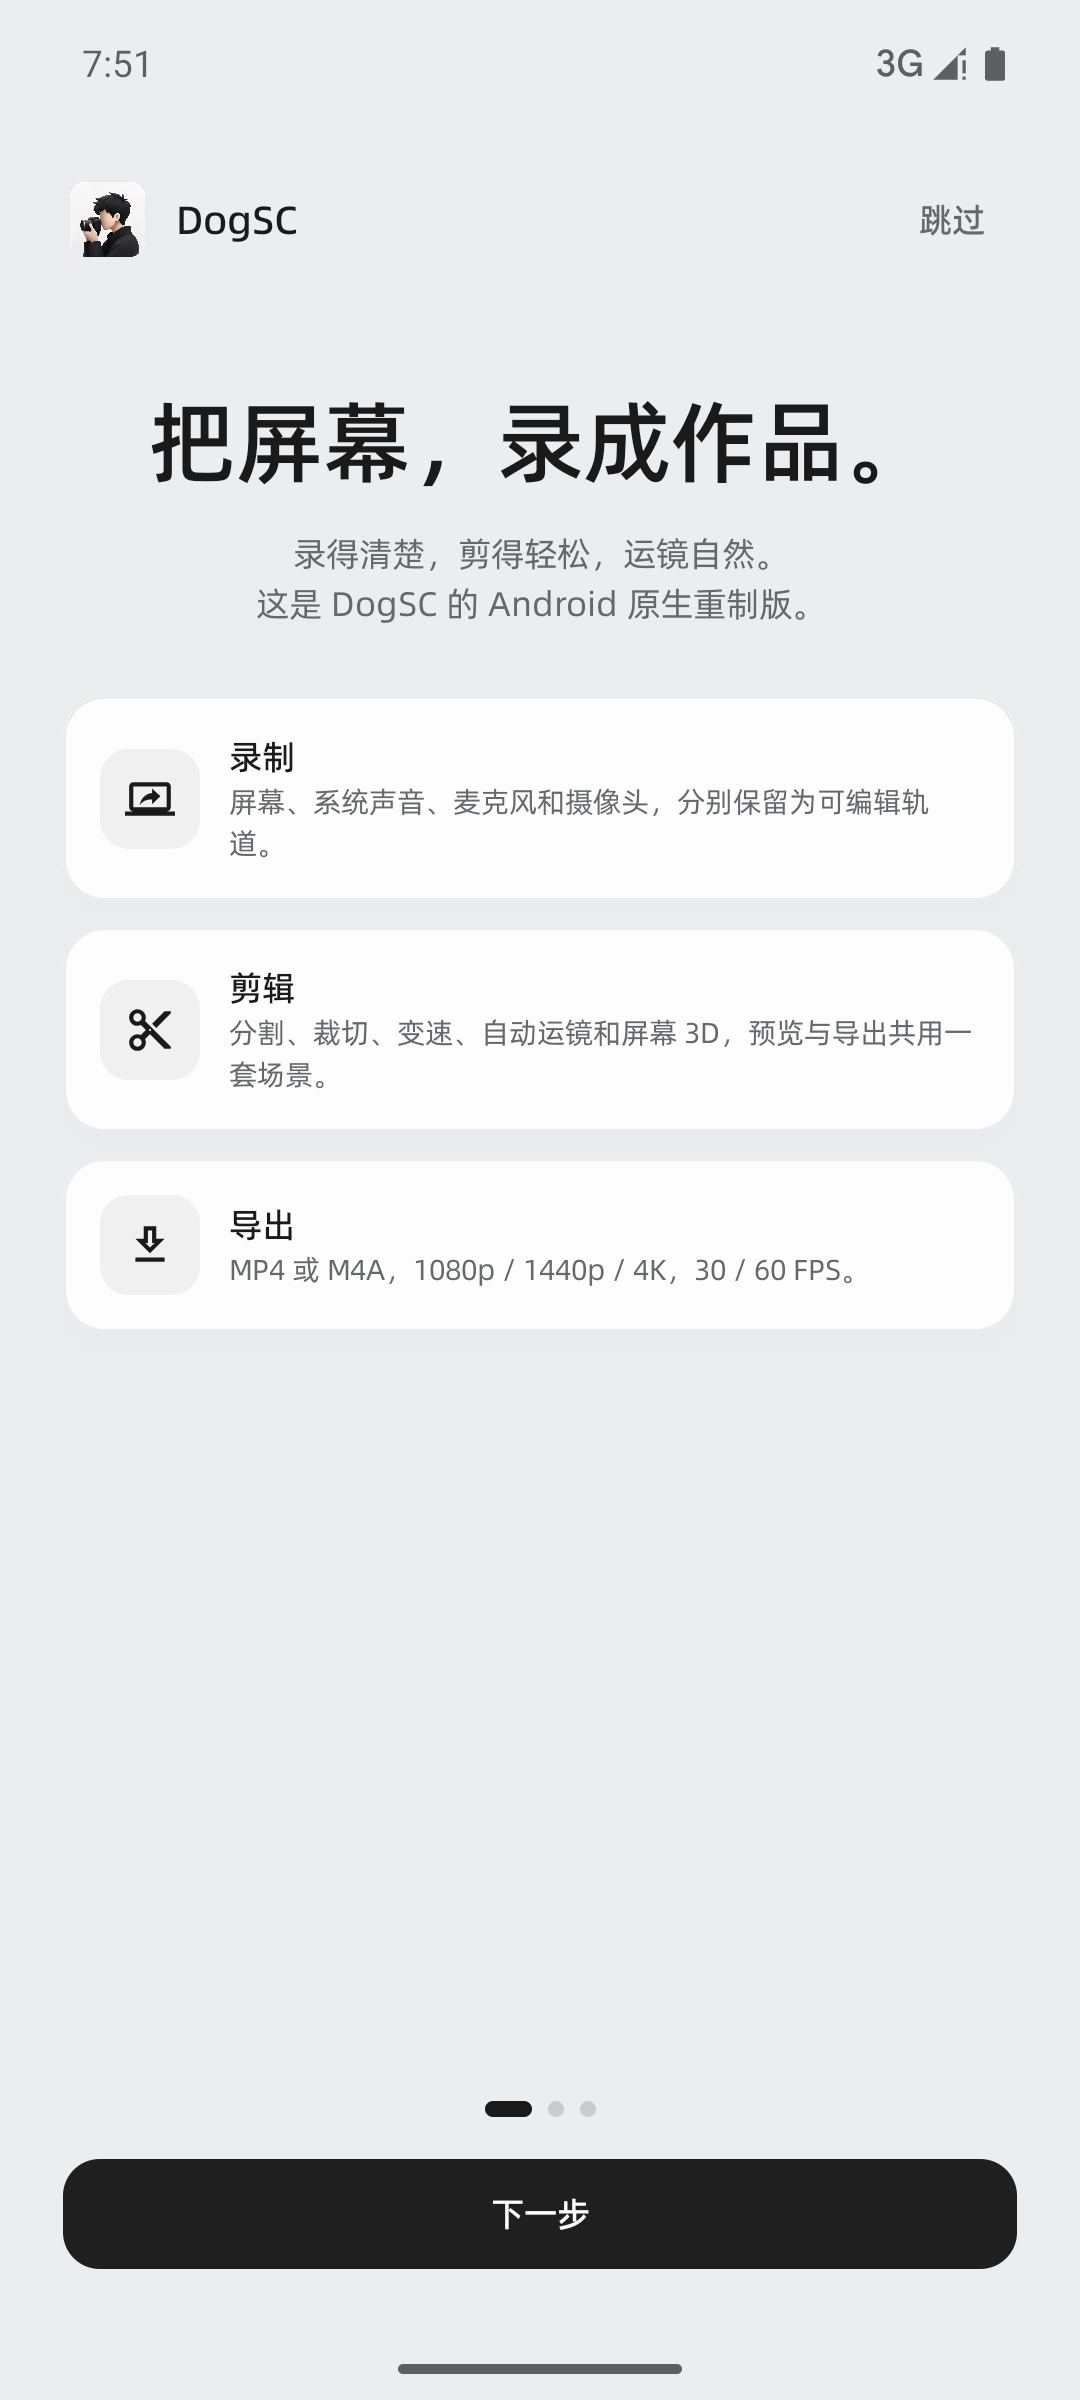 7:51
3G
DogSC
跳过
把屏幕，录成作品。
录得清楚，剪得轻松，运镜自然。
这是 DogSC 的 Android 原生重制版。
录制
屏幕、系统声音、麦克风和摄像头，分别保留为可编辑轨
道。
剪辑
分割、裁切、变速、自动运镜和屏幕 3D，预览与导出共用一
套场景。
导出
MP4 或 M4A，1080p / 1440p / 4K，30 / 60 FPS。
下一步